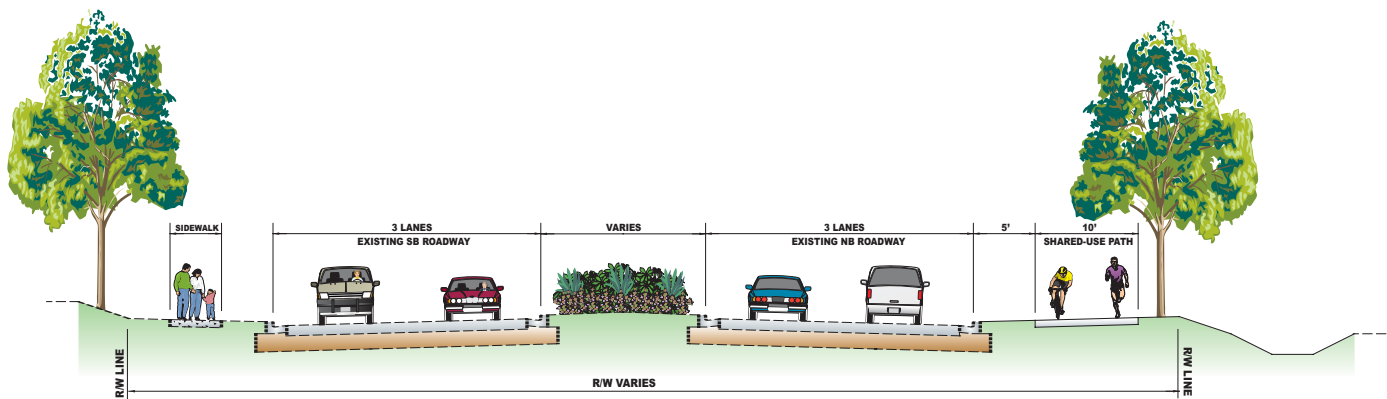 SIDEWALK
3 LANES
EXISTING SB ROADWAY
VARIES
3 LANES
EXISTING NB ROADWAY
5'
10'
SHARED-USE PATH
R/W LINE
R/W VARIES
R/W LINE